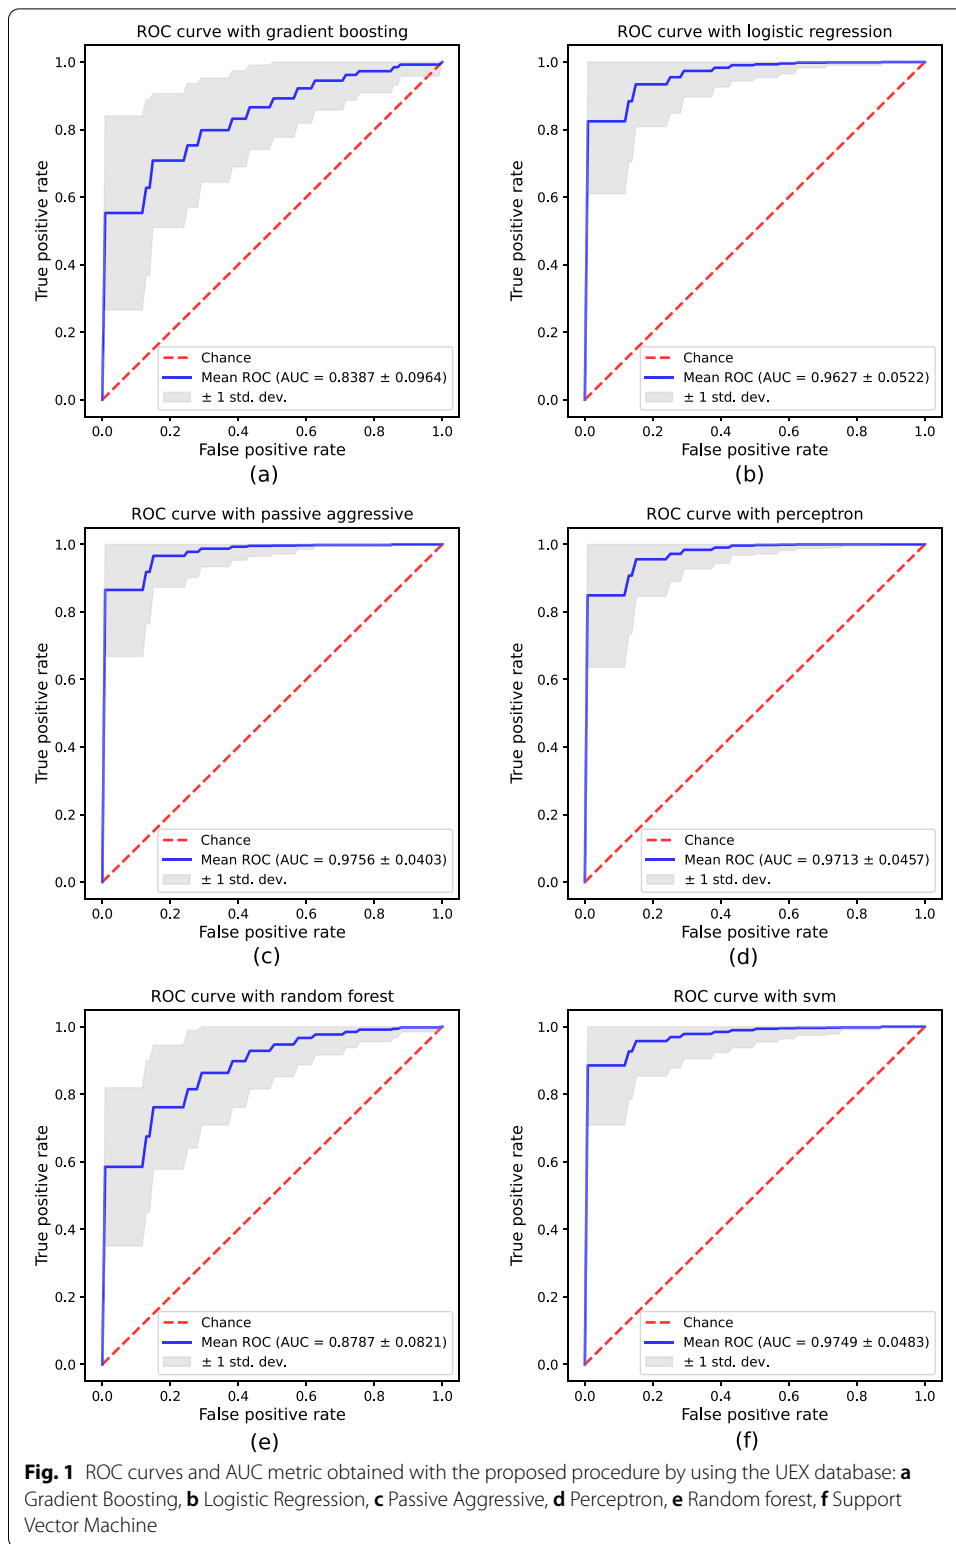 ROC curve with gradient boosting
1.0
0.8
0.6
0.4
0.2
0.0
True positive rate
Chance
Mean ROC (AUC = 0.8387 ± 0.0964)
± 1 std. dev.
0.0 0.2 0.4 0.6 0.8 1.0
False positive rate
(a)
ROC curve with logistic regression
1.0
0.8
0.6
0.4
0.2
0.0
True positive rate
Chance
Mean ROC (AUC = 0.9627 ± 0.0522)
± 1 std. dev.
0.0 0.2 0.4 0.6 0.8 1.0
False positive rate
(b)
ROC curve with passive aggressive
1.0
0.8
0.6
0.4
0.2
0.0
True positive rate
Chance
Mean ROC (AUC = 0.9756 ± 0.0403)
± 1 std. dev.
0.0 0.2 0.4 0.6 0.8 1.0
False positive rate
(c)
ROC curve with perceptron
1.0
0.8
0.6
0.4
0.2
0.0
True positive rate
Chance
Mean ROC (AUC = 0.9713 ± 0.0457)
± 1 std. dev.
0.0 0.2 0.4 0.6 0.8 1.0
False positive rate
(d)
ROC curve with random forest
1.0
0.8
0.6
0.4
0.2
0.0
True positive rate
Chance
Mean ROC (AUC = 0.8787 ± 0.0821)
± 1 std. dev.
0.0 0.2 0.4 0.6 0.8 1.0
False positive rate
(e)
ROC curve with svm
1.0
0.8
0.6
0.4
0.2
0.0
True positive rate
Chance
Mean ROC (AUC = 0.9749 ± 0.0483)
± 1 std. dev.
0.0 0.2 0.4 0.6 0.8 1.0
False positive rate
(f)
Fig. 1 ROC curves and AUC metric obtained with the proposed procedure by using the UEX database: a
Gradient Boosting, b Logistic Regression, c Passive Aggressive, d Perceptron, e Random forest, f Support
Vector Machine